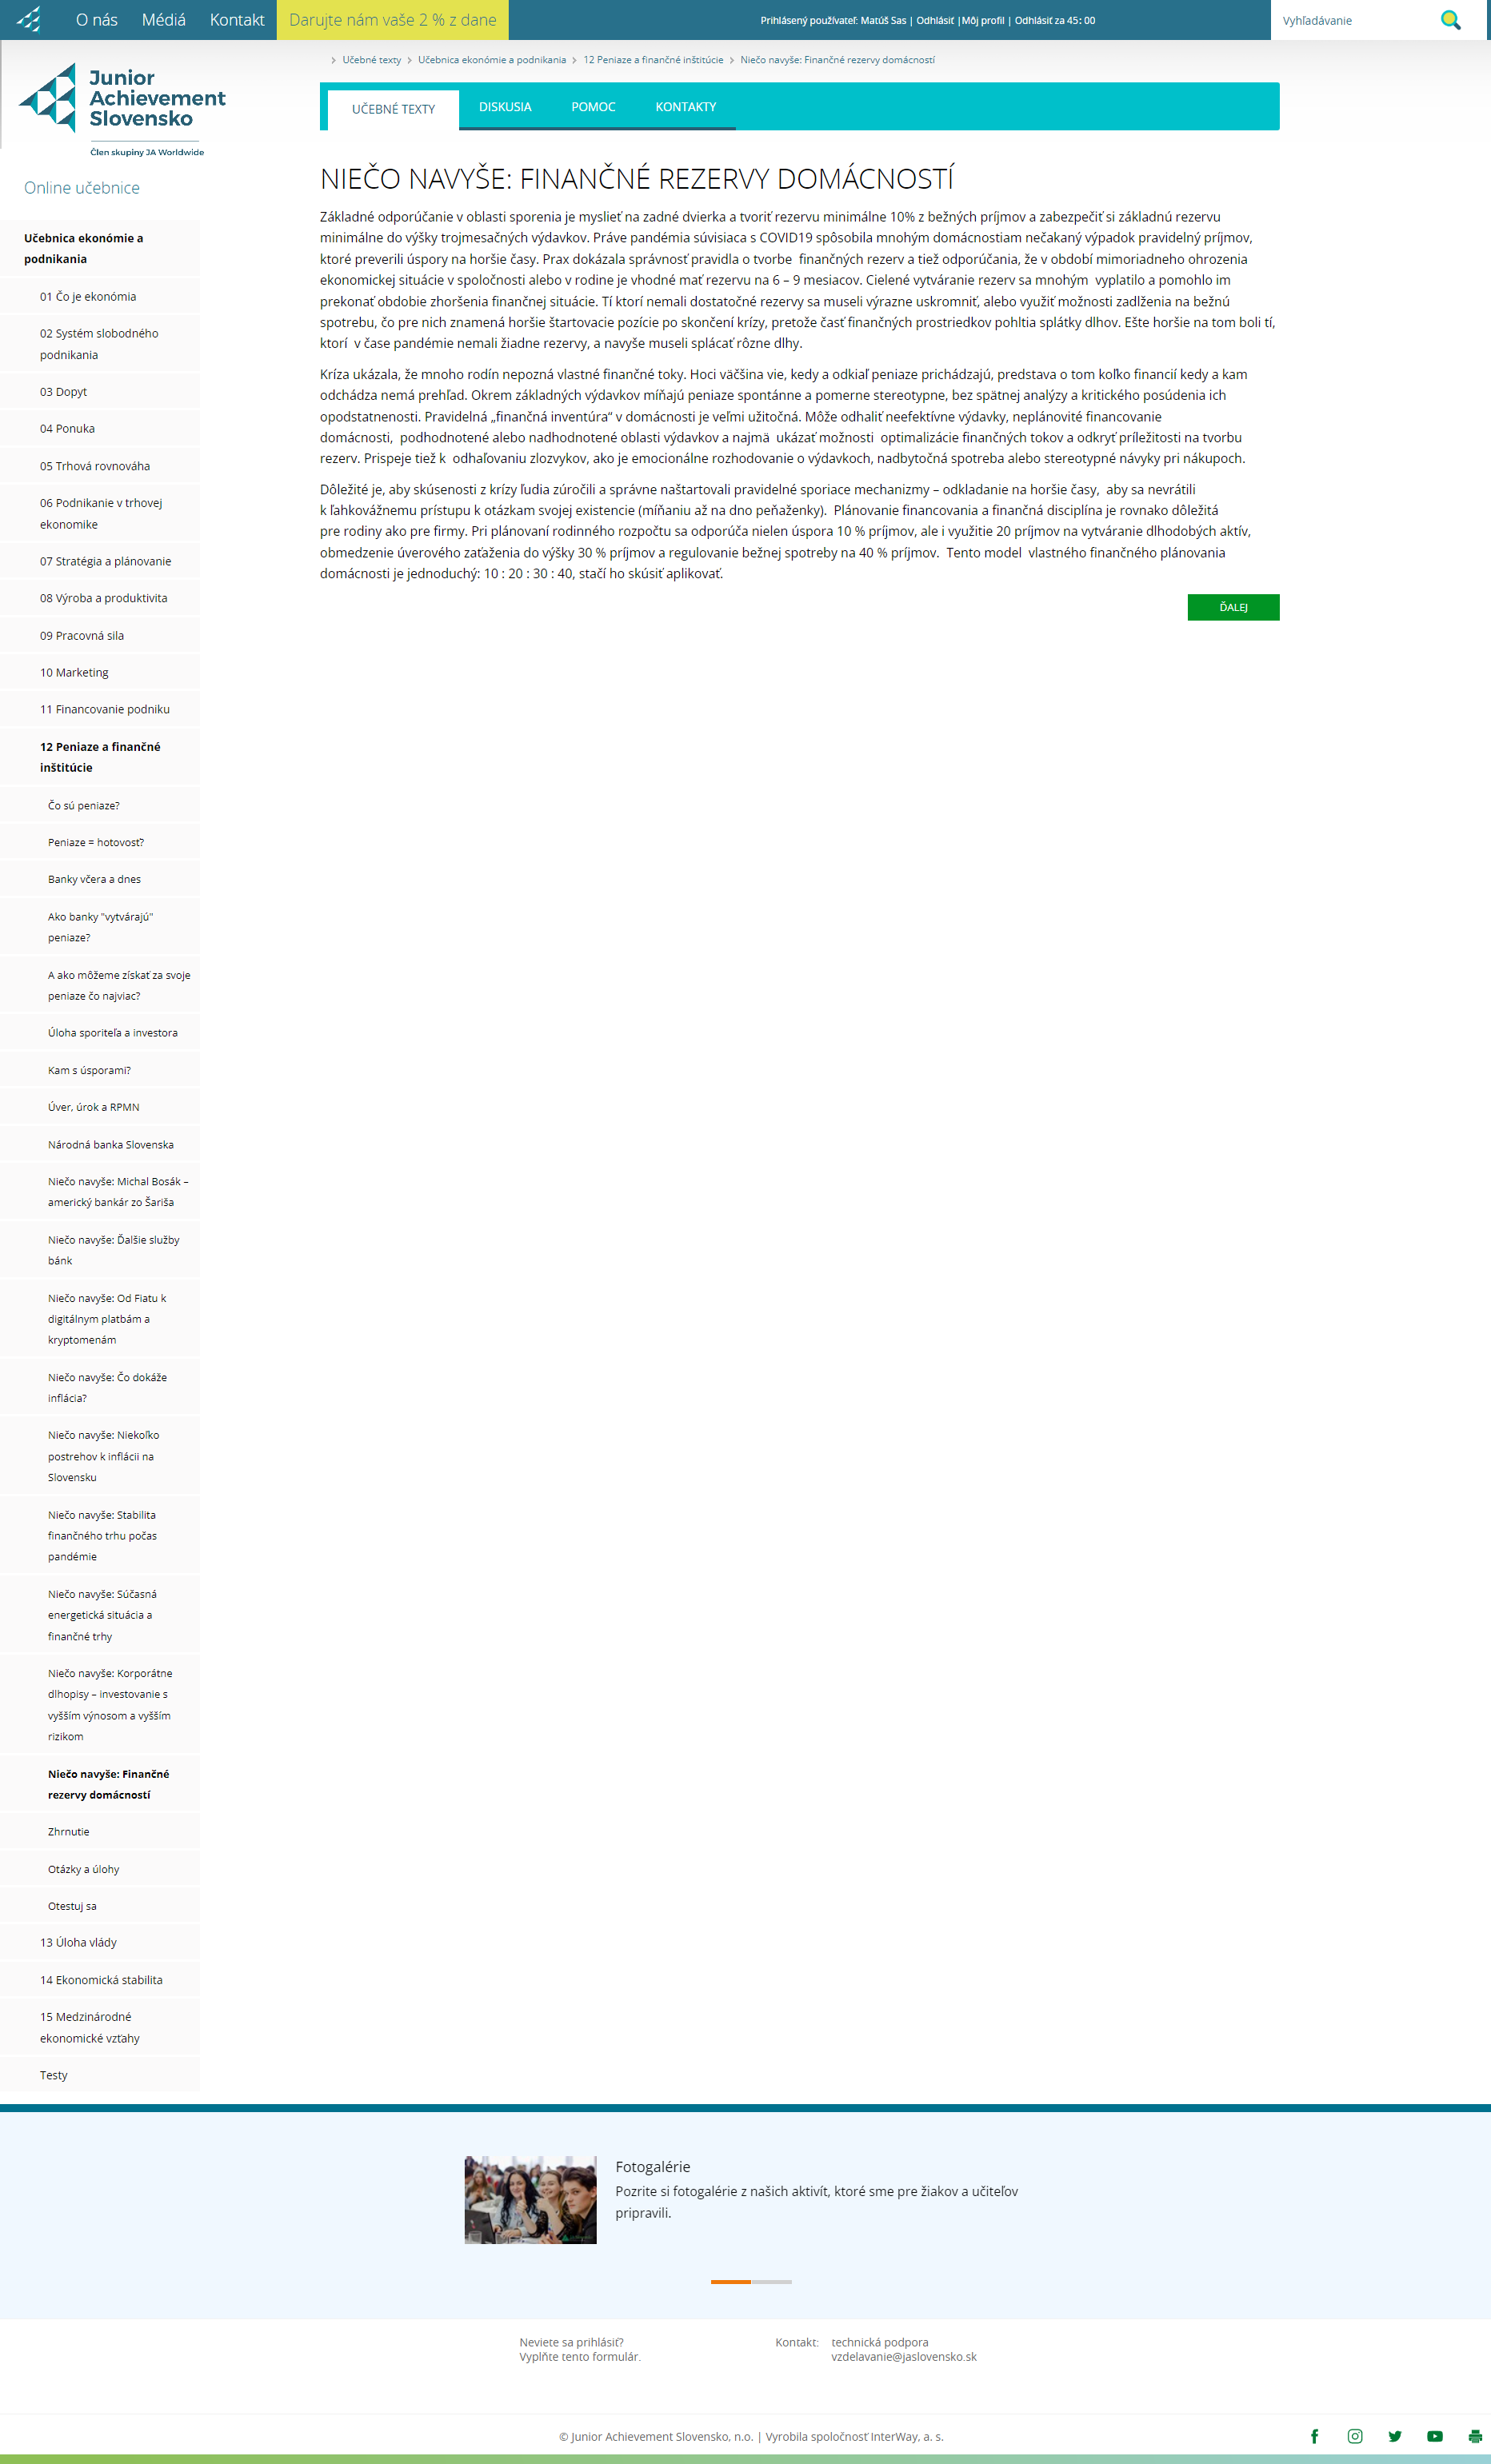 O nás
Médiá
Kontakt
Darujte nám vaše 2 % z dane
Prihlásený používateľ: Matúš Sas | Odhlásiť |Môj profil | Odhlásiť za 45: 00
Vyhľadávanie
Junior
Achievement
Slovensko
Člen skupiny JA Worldwide
Učebné texty
Učebnica ekonómie a podnikania
12 Peniaze a finančné inštitúcie
Niečo navyše: Finančné rezervy domácností
UČEBNÉ TEXTY
DISKUSIA
POMOC
KONTAKTY
NIEČO NAVYŠE: FINANČNÉ REZERVY DOMÁCNOSTÍ
Základné odporúčanie v oblasti sporenia je myslieť na zadné dvierka a tvoriť rezervu minimálne 10% z bežných príjmov a zabezpečiť si základnú rezervu
minimálne do výšky trojmesačných výdavkov. Práve pandémia súvisiaca s COVID19 spôsobila mnohým domácnostiam nečakaný výpadok pravidelný príjmov,
ktoré preverili úspory na horšie časy. Prax dokázala správnosť pravidla o tvorbe  finančných rezerv a tiež odporúčania, že v období mimoriadneho ohrozenia
ekonomickej situácie v spoločnosti alebo v rodine je vhodné mať rezervu na 6 – 9 mesiacov. Cielené vytváranie rezerv sa mnohým  vyplatilo a pomohlo im
prekonať obdobie zhoršenia finančnej situácie. Tí ktorí nemali dostatočné rezervy sa museli výrazne uskromniť, alebo využiť možnosti zadlženia na bežnú
spotrebu, čo pre nich znamená horšie štartovacie pozície po skončení krízy, pretože časť finančných prostriedkov pohltia splátky dlhov. Ešte horšie na tom boli tí,
ktorí  v čase pandémie nemali žiadne rezervy, a navyše museli splácať rôzne dlhy.
Kríza ukázala, že mnoho rodín nepozná vlastné finančné toky. Hoci väčšina vie, kedy a odkiaľ peniaze prichádzajú, predstava o tom koľko financií kedy a kam
odchádza nemá prehľad. Okrem základných výdavkov míňajú peniaze spontánne a pomerne stereotypne, bez spätnej analýzy a kritického posúdenia ich
opodstatnenosti. Pravidelná „finančná inventúra“ v domácnosti je veľmi užitočná. Môže odhaliť neefektívne výdavky, neplánovité financovanie
domácnosti,  podhodnotené alebo nadhodnotené oblasti výdavkov a najmä  ukázať možnosti  optimalizácie finančných tokov a odkryť príležitosti na tvorbu
rezerv. Prispeje tiež k  odhaľovaniu zlozvykov, ako je emocionálne rozhodovanie o výdavkoch, nadbytočná spotreba alebo stereotypné návyky pri nákupoch.
Dôležité je, aby skúsenosti z krízy ľudia zúročili a správne naštartovali pravidelné sporiace mechanizmy – odkladanie na horšie časy,  aby sa nevrátili
k ľahkovážnemu prístupu k otázkam svojej existencie (míňaniu až na dno peňaženky).  Plánovanie financovania a finančná disciplína je rovnako dôležitá
pre rodiny ako pre firmy. Pri plánovaní rodinného rozpočtu sa odporúča nielen úspora 10 % príjmov, ale i využitie 20 príjmov na vytváranie dlhodobých aktív,
obmedzenie úverového zaťaženia do výšky 30 % príjmov a regulovanie bežnej spotreby na 40 % príjmov.  Tento model  vlastného finančného plánovania
domácnosti je jednoduchý: 10 : 20 : 30 : 40, stačí ho skúsiť aplikovať.
ĎALEJ
Online učebnice
Učebnica ekonómie a
podnikania
01 Čo je ekonómia
02 Systém slobodného
podnikania
03 Dopyt
04 Ponuka
05 Trhová rovnováha
06 Podnikanie v trhovej
ekonomike
07 Stratégia a plánovanie
08 Výroba a produktivita
09 Pracovná sila
10 Marketing
11 Financovanie podniku
12 Peniaze a finančné
inštitúcie
Čo sú peniaze?
Peniaze = hotovosť?
Banky včera a dnes
Ako banky "vytvárajú"
peniaze?
A ako môžeme získať za svoje
peniaze čo najviac?
Úloha sporiteľa a investora
Kam s úsporami?
Úver, úrok a RPMN
Národná banka Slovenska
Niečo navyše: Michal Bosák –
americký bankár zo Šariša
Niečo navyše: Ďalšie služby
bánk
Niečo navyše: Od Fiatu k
digitálnym platbám a
kryptomenám
Niečo navyše: Čo dokáže
inflácia?
Niečo navyše: Niekoľko
postrehov k inflácii na
Slovensku
Niečo navyše: Stabilita
finančného trhu počas
pandémie
Niečo navyše: Súčasná
energetická situácia a
finančné trhy
Niečo navyše: Korporátne
dlhopisy – investovanie s
vyšším výnosom a vyšším
rizikom
Niečo navyše: Finančné
rezervy domácností
Zhrnutie
Otázky a úlohy
Otestuj sa
13 Úloha vlády
14 Ekonomická stabilita
15 Medzinárodné
ekonomické vzťahy
Testy
Fotogalérie
Pozrite si fotogalérie z našich aktivít, ktoré sme pre žiakov a učiteľov
pripravili.
Neviete sa prihlásiť?
Vyplňte tento formulár.
Kontakt:
technická podpora
vzdelavanie@jaslovensko.sk
© Junior Achievement Slovensko, n.o. | Vyrobila spoločnosť InterWay, a. s.